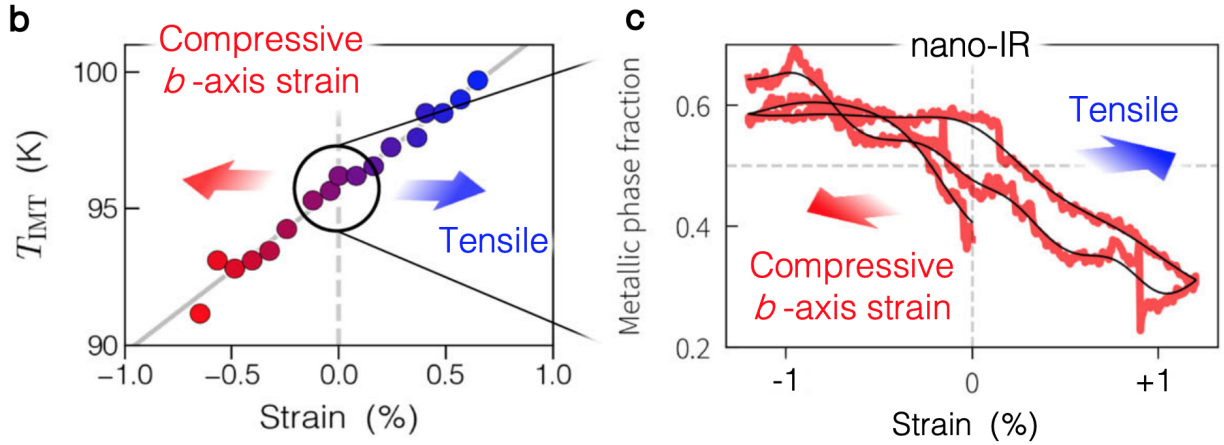 b
Compressive
b-axis strain
100
95
90
T_IMT (K)
Tensile
−1.0
−0.5
0.0
0.5
1.0
Strain (%)
c
nano-IR
Tensile
0.6
0.4
0.2
Metallic phase fraction
Compressive
b-axis strain
-1
0
+1
Strain (%)